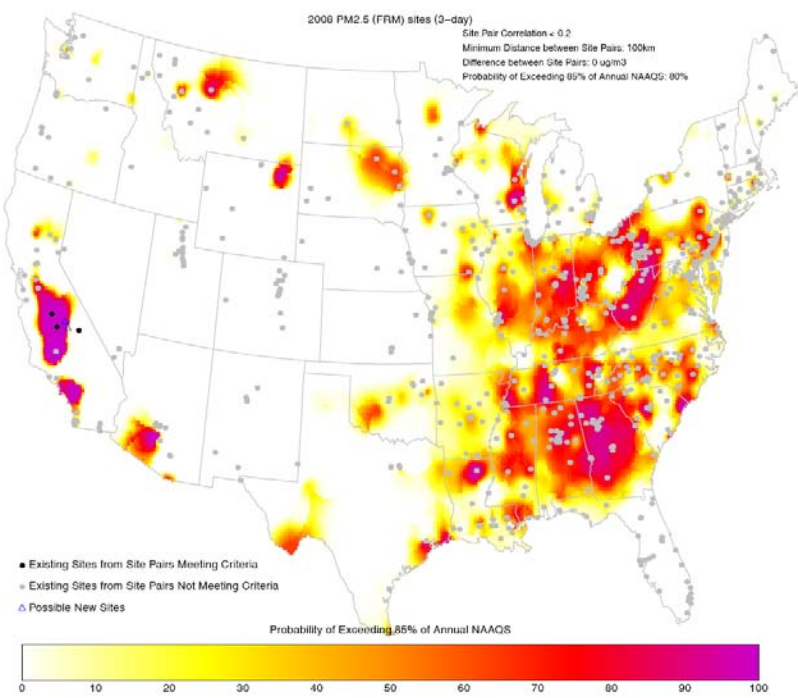 2008 PM2.5 (FRM) sites (3-day)
Site Pair Correlation < 0.2
Minimum Distance between Site Pairs: 100km
Difference between Site Pairs: 0 ug/m3
Probability of Exceeding 85% of Annual NAAQS: 80%
Existing Sites from Site Pairs Meeting Criteria
Existing Sites from Site Pairs Not Meeting Criteria
Possible New Sites
Probability of Exceeding 85% of Annual NAAQS
0 10 20 30 40 50 60 70 80 90 100